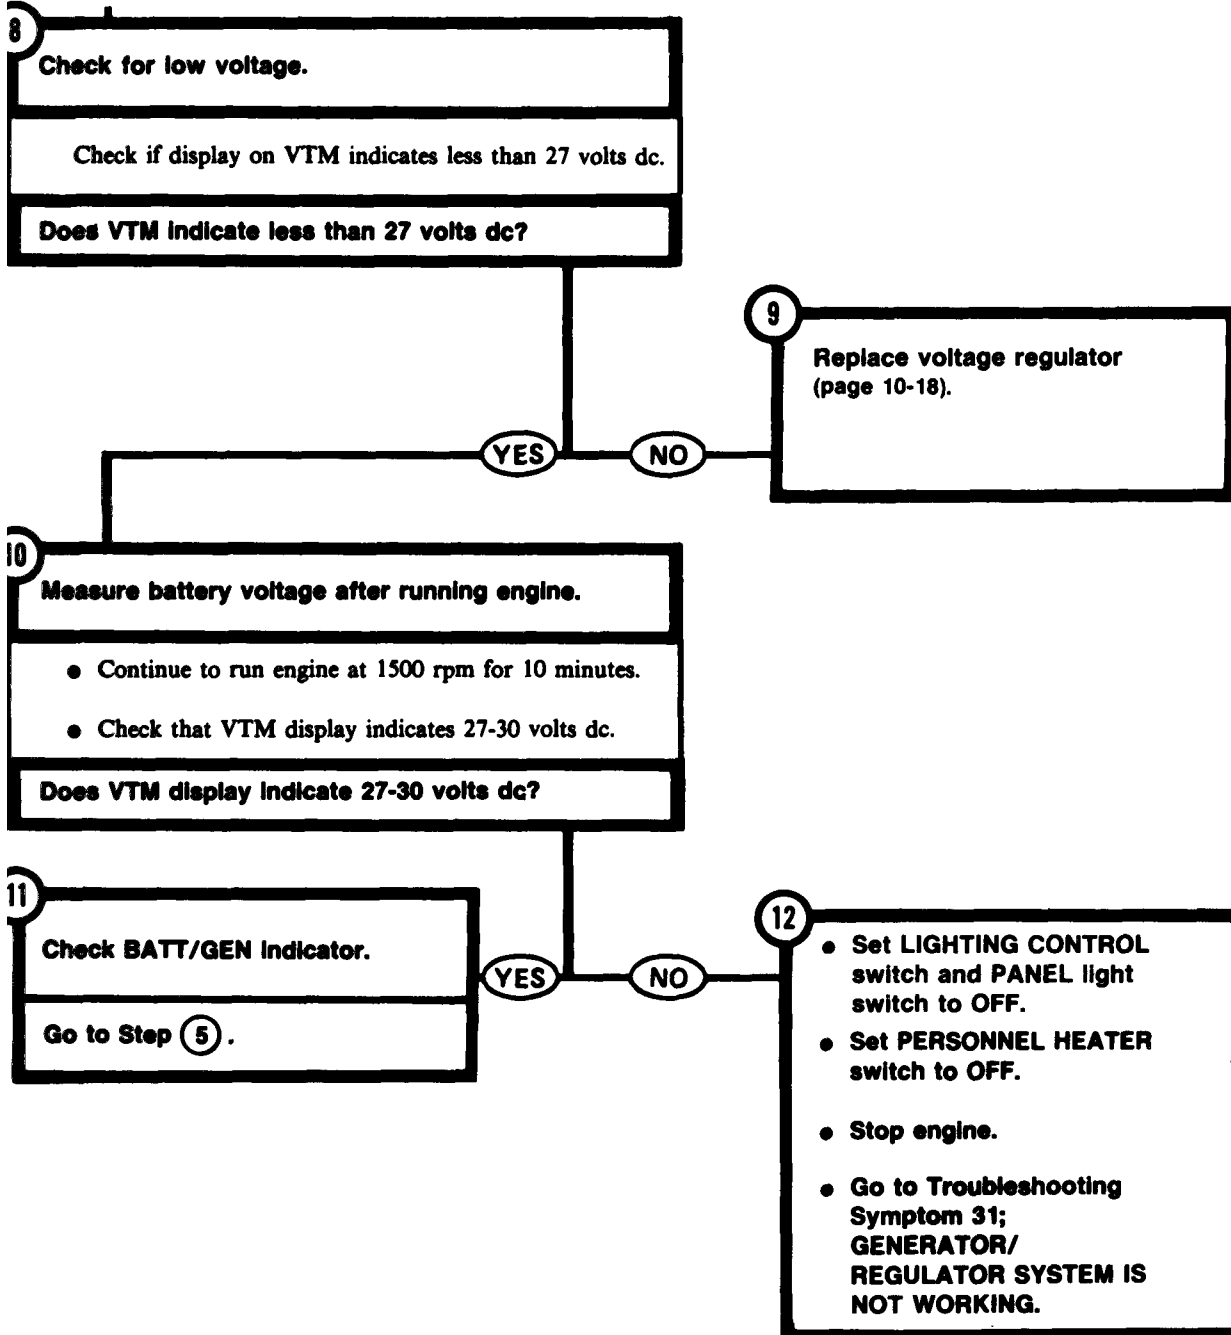 8
Check for low voltage.
Check if display on VTM indicates less than 27 volts dc.
Does VTM indicate less than 27 volts dc?
9
Replace voltage regulator
(page 10-18).
YES
NO
10
Measure battery voltage after running engine.
● Continue to run engine at 1500 rpm for 10 minutes.
● Check that VTM display indicates 27-30 volts dc.
Does VTM display indicate 27-30 volts dc?
11
Check BATT/GEN indicator.
Go to Step 5.
YES
NO
12
● Set LIGHTING CONTROL
switch and PANEL light
switch to OFF.
● Set PERSONNEL HEATER
switch to OFF.
● Stop engine.
● Go to Troubleshooting
Symptom 31;
GENERATOR/
REGULATOR SYSTEM IS
NOT WORKING.